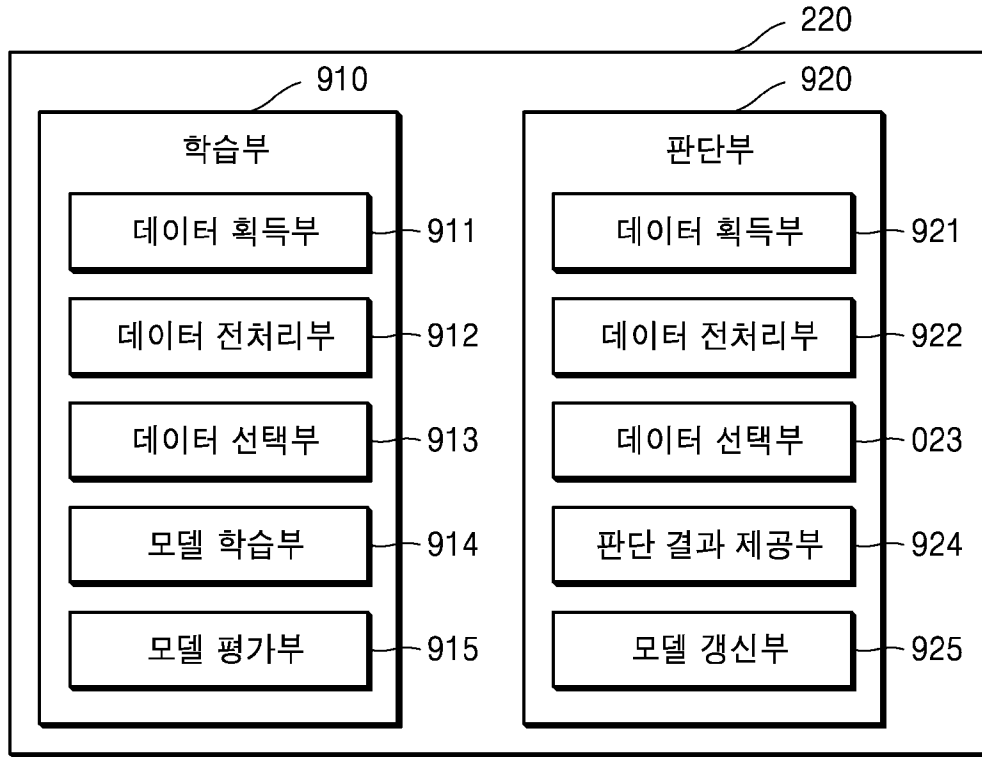 220
910
920
학습부
판단부
데이터 획득부
911
데이터 획득부
921
데이터 전처리부
912
데이터 전처리부
922
데이터 선택부
913
데이터 선택부
023
모델 학습부
914
판단 결과 제공부
924
모델 평가부
915
모델 갱신부
925